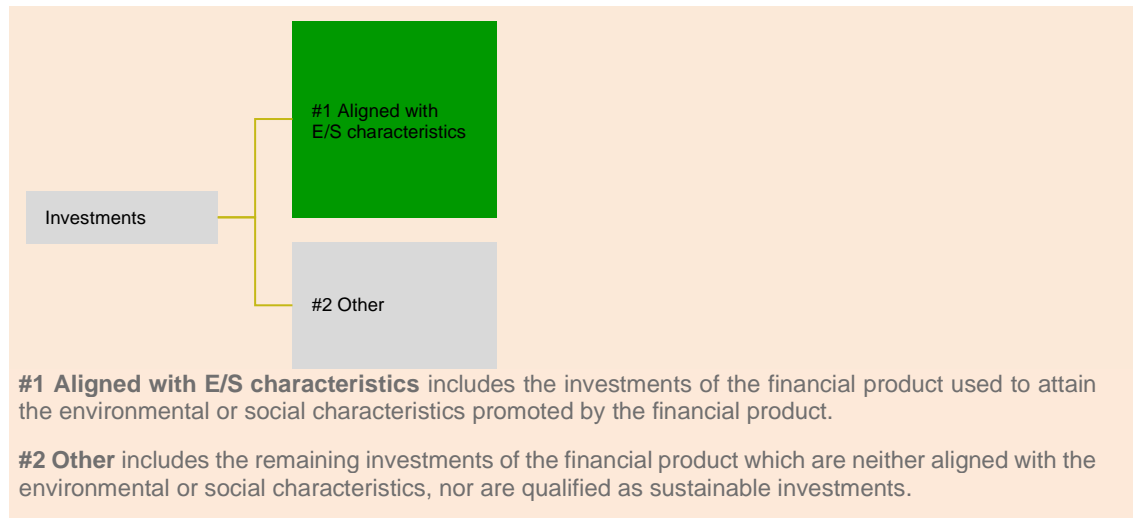 #1 Aligned with
E/S characteristics
Investments
#2 Other
#1 Aligned with E/S characteristics includes the investments of the financial product used to attain
the environmental or social characteristics promoted by the financial product.
#2 Other includes the remaining investments of the financial product which are neither aligned with the
environmental or social characteristics, nor are qualified as sustainable investments.